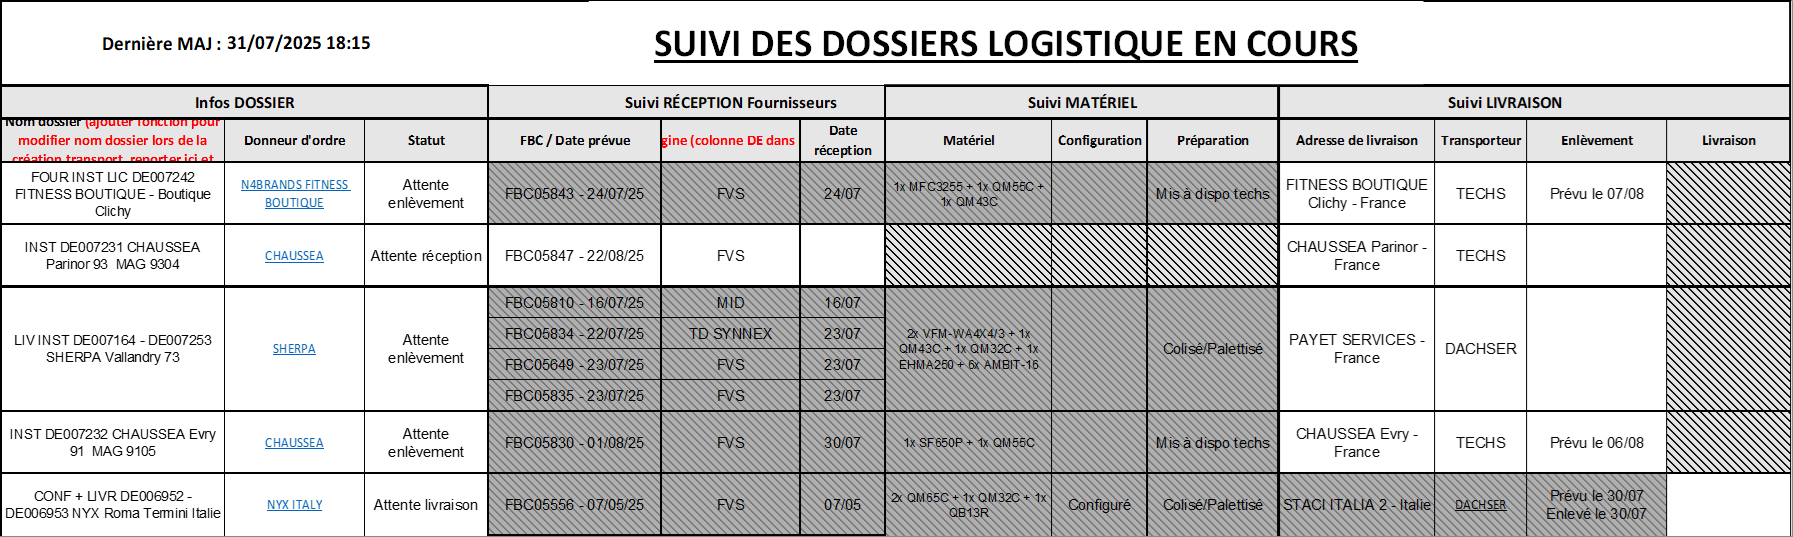 Dernière MAJ : 31/07/2025 18:15
SUIVI DES DOSSIERS LOGISTIQUE EN COURS
Infos DOSSIER
Suivi RÉCEPTION Fournisseurs
Suivi MATÉRIEL
Suivi LIVRAISON
Nom dossier (ajouter fonction pour
modifier nom dossier lors de la
création transport, reporter ici et
Donneur d'ordre
Statut
FBC / Date prévue
gine (colonne DE dans
Date
réception
Matériel
Configuration
Préparation
Adresse de livraison
Transporteur
Enlèvement
Livraison
FOUR INST LIC DE007242
FITNESS BOUTIQUE - Boutique
Clichy
N4BRANDS FITNESS
BOUTIQUE
Attente
enlèvement
FBC05843 - 24/07/25
FVS
24/07
1x MFC3255 + 1x QM55C +
1x QM43C
Mis à dispo techs
FITNESS BOUTIQUE
Clichy - France
TECHS
Prévu le 07/08
INST DE007231 CHAUSSEA
Parinor 93 MAG 9304
CHAUSSEA
Attente réception
FBC05847 - 22/08/25
FVS
CHAUSSEA Parinor -
France
TECHS
LIV INST DE007164 - DE007253
SHERPA Vallandry 73
SHERPA
Attente
enlèvement
FBC05810 - 16/07/25
MID
16/07
FBC05834 - 22/07/25
TD SYNNEX
23/07
FBC05649 - 23/07/25
FVS
23/07
FBC05835 - 23/07/25
FVS
23/07
2x VFM-WA4X4/3 + 1x
QM43C + 1x QM32C + 1x
EHMA250 + 6x AMBIT-16
Colisé/Palettisé
PAYET SERVICES -
France
DACHSER
INST DE007232 CHAUSSEA Evry
91 MAG 9105
CHAUSSEA
Attente
enlèvement
FBC05830 - 01/08/25
FVS
30/07
1x SF650P + 1x QM55C
Mis à dispo techs
CHAUSSEA Evry -
France
TECHS
Prévu le 06/08
CONF + LIVR DE006952 -
DE006953 NYX Roma Termini Italie
NYX ITALY
Attente livraison
FBC05556 - 07/05/25
FVS
07/05
2x QM65C + 1x QM32C + 1x
QB13R
Configuré
Colisé/Palettisé
STACI ITALIA 2 - Italie
DACHSER
Prévu le 30/07
Enlevé le 30/07